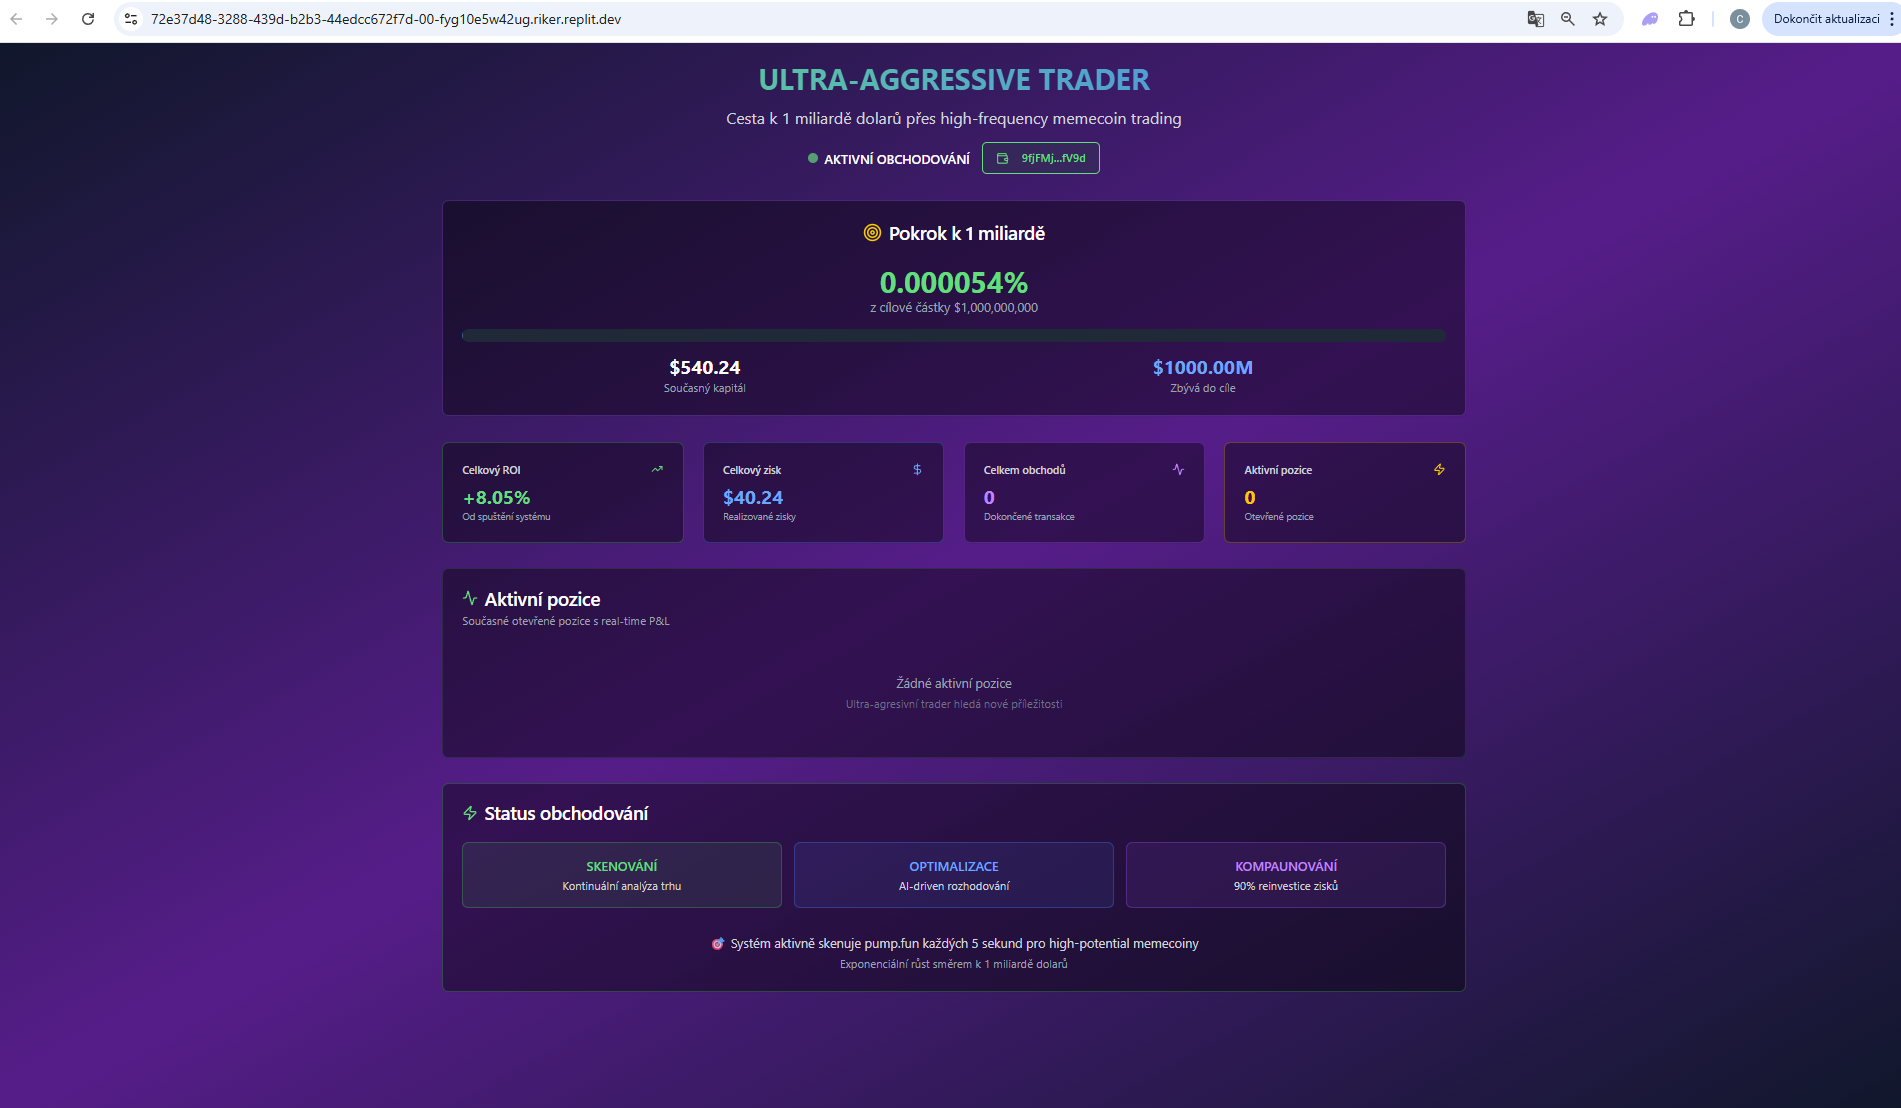 72e37d48-3288-439d-b2b3-44edcc672f7d-00-fyg10e5w42ug.riker.replit.dev
C
Dokončit aktualizaci
ULTRA-AGGRESSIVE TRADER
Cesta k 1 miliardě dolarů přes high-frequency memecoin trading
AKTIVNÍ OBCHODOVÁNÍ 9fjFMj...fV9d
Pokrok k 1 miliardě
0.000054%
z cílové částky $1,000,000,000
$540.24 $1000.00M
Současný kapitál Zbývá do cíle
Celkový ROI
+8.05%
Od spuštění systému
Celkový zisk
$40.24
Realizované zisky
Celkem obchodů
0
Dokončené transakce
Aktivní pozice
0
Otevřené pozice
Aktivní pozice
Současné otevřené pozice s real-time P&L
Žádné aktivní pozice
Ultra-agresivní trader hledá nové příležitosti
Status obchodování
SKENOVÁNÍ
Kontinuální analýza trhu
OPTIMALIZACE
AI-driven rozhodování
KOMPAUNOVÁNÍ
90% reinvestice zisků
Systém aktivně skenuje pump.fun každých 5 sekund pro high-potential memecoiny
Exponenciální růst směrem k 1 miliardě dolarů